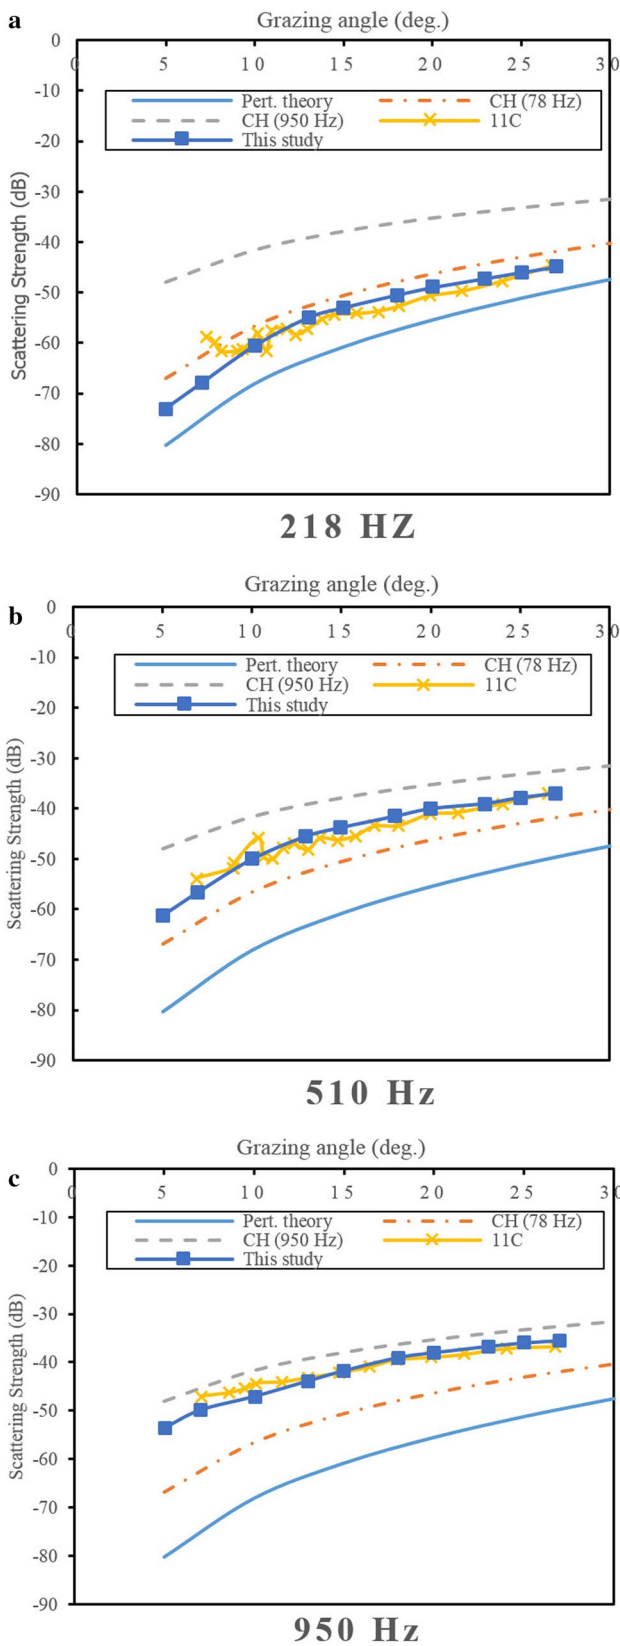 a
Grazing angle (deg.)
0
0 5 10 15 20 25 30
-10
Pert. theory CH (78 Hz)
CH (950 Hz) 11C
This study
-20
-30
-40
-50
-60
-70
-80
-90
Scattering Strength (dB)
218 HZ
Grazing angle (deg.)
b
0
0 5 10 15 20 25 30
-10
Pert. theory CH (78 Hz)
CH (950 Hz) 11C
This study
-20
-30
-40
-50
-60
-70
-80
-90
Scattering Strength (dB)
510 Hz
Grazing angle (deg.)
c
0
0 5 10 15 20 25 30
-10
Pert. theory CH (78 Hz)
CH (950 Hz) 11C
This study
-20
-30
-40
-50
-60
-70
-80
-90
Scattering Strength (dB)
950 Hz